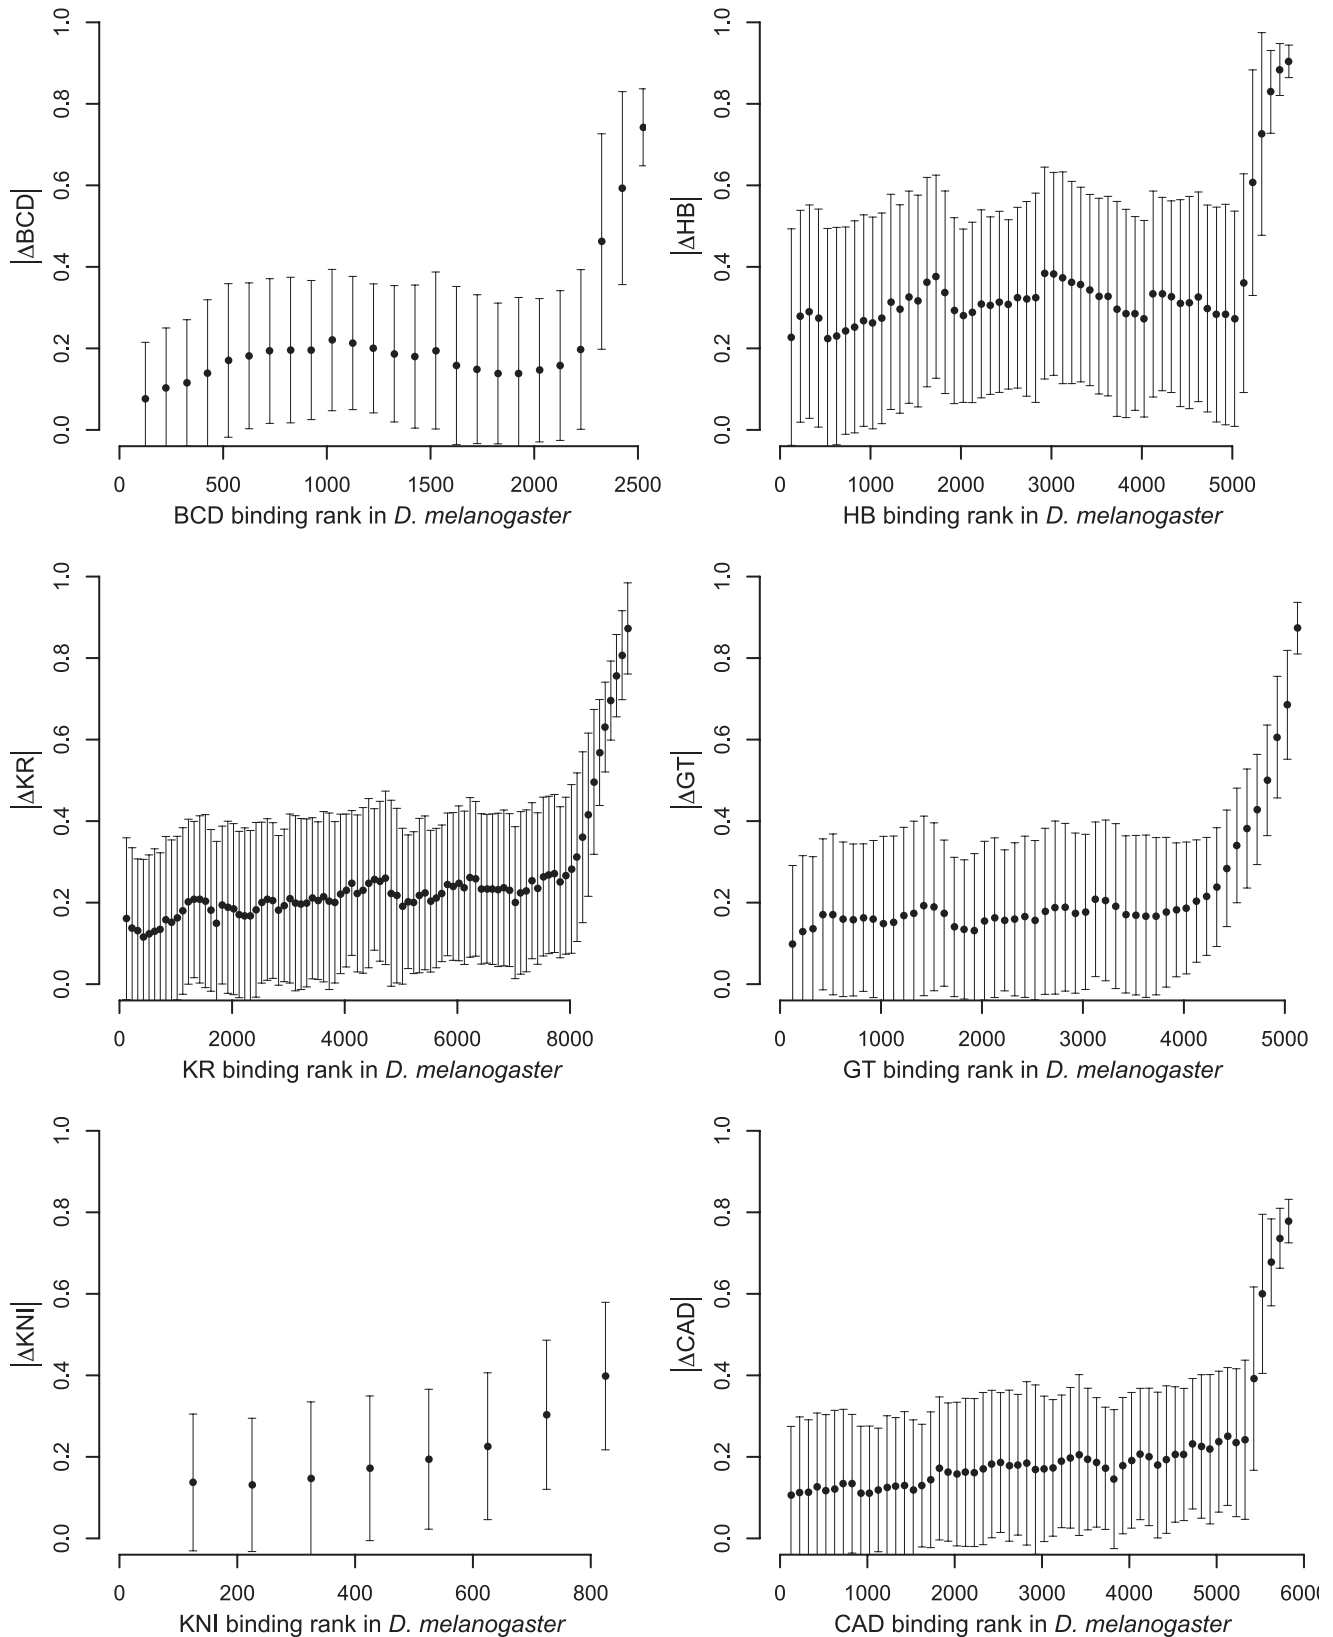 |ΔBCD|
1.0
0.8
0.6
0.4
0.2
0.0
0 500 1000 1500 2000 2500
BCD binding rank in D. melanogaster
|ΔHB|
1.0
0.8
0.6
0.4
0.2
0.0
0 1000 2000 3000 4000 5000
HB binding rank in D. melanogaster
|ΔKR|
1.0
0.8
0.6
0.4
0.2
0.0
0 2000 4000 6000 8000
KR binding rank in D. melanogaster
|ΔGT|
1.0
0.8
0.6
0.4
0.2
0.0
0 1000 2000 3000 4000 5000
GT binding rank in D. melanogaster
|ΔKNI|
1.0
0.8
0.6
0.4
0.2
0.0
0 200 400 600 800
KNI binding rank in D. melanogaster
|ΔCAD|
1.0
0.8
0.6
0.4
0.2
0.0
0 1000 2000 3000 4000 5000 6000
CAD binding rank in D. melanogaster